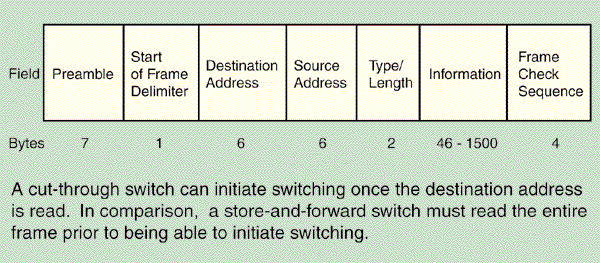 Field Preamble Start of Frame Delimiter Destination Address Source Address Type/ Length Information Frame Check Sequence
Bytes 7 1 6 6 2 46 - 1500 4
A cut-through switch can initiate switching once the destination address
is read. In comparison, a store-and-forward switch must read the entire
frame prior to being able to initiate switching.